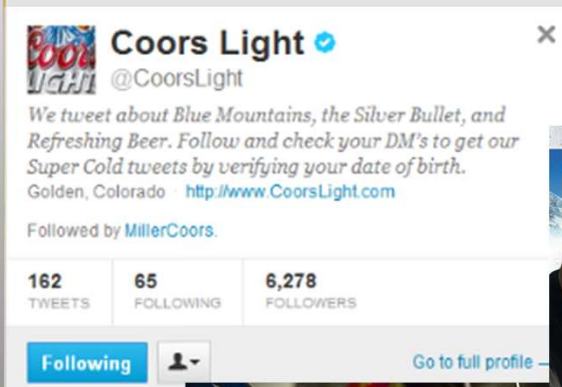 Coors LIGHT
Coors Light
@CoorsLight
We tweet about Blue Mountains, the Silver Bullet, and
Refreshing Beer. Follow and check your DM's to get our
Super Cold tweets by verifying your date of birth.
Golden, Colorado · http://www.CoorsLight.com
Followed by MillerCoors.
162 65 6,278
TWEETS FOLLOWING FOLLOWERS
Following Go to full profile →